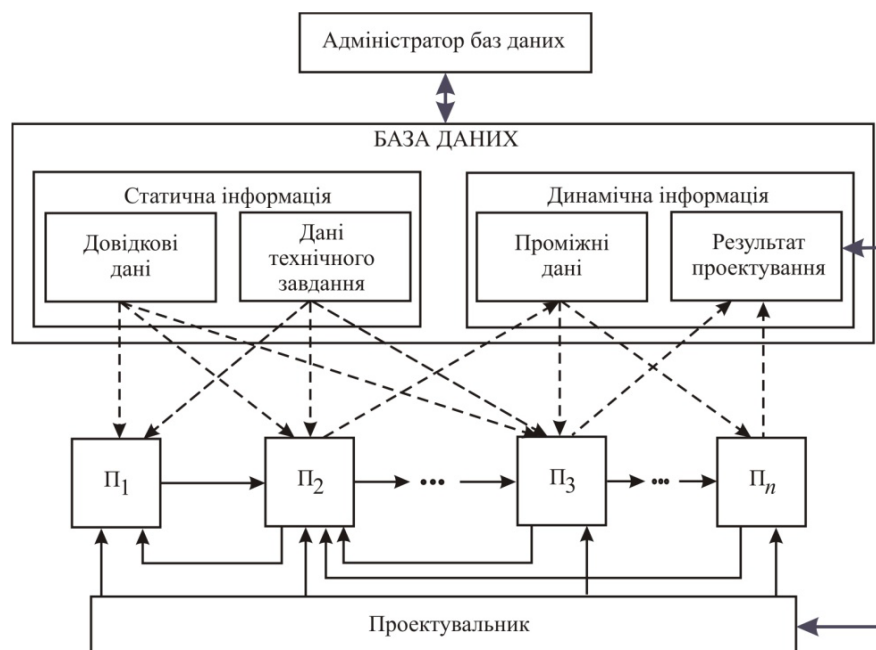 Адміністратор баз даних
БАЗА ДАНИХ
Статична інформація
Динамічна інформація
Довідкові
дані
Дані
технічного
завдання
Проміжні
дані
Результат
проектування
П1
П2
•••
П3
•••
Пn
Проектувальник